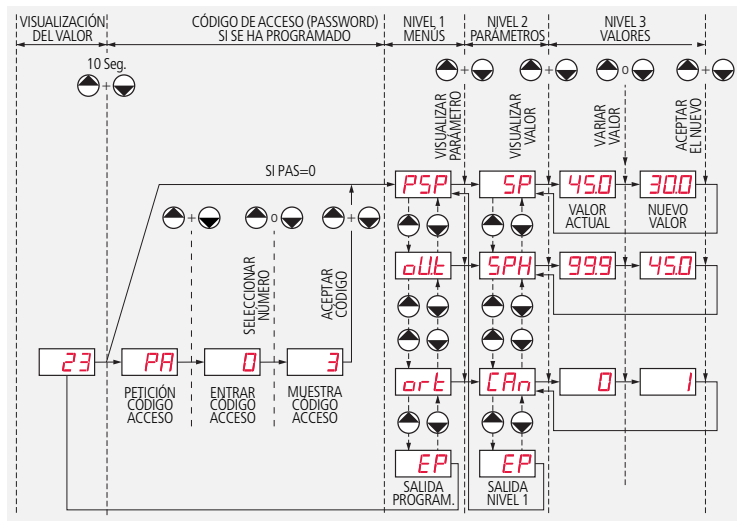 VISUALIZACIÓN
DEL VALOR
CÓDIGO DE ACCESO (PASSWORD)
SI SE HA PROGRAMADO
NIVEL 1
MENÚS
NIVEL 2
PARÁMETROS
NIVEL 3
VALORES
10 Seg.
+
+
+
o
+
VISUALIZAR
PARÁMETRO
VISUALIZAR
VALOR
VARIAR
VALOR
ACEPTAR
EL NUEVO
SI PAS=0
PSP
SP
45.0
30.0
VALOR
ACTUAL
NUEVO
VALOR
+
o
+
SELECCIONAR
NÚMERO
ACEPTAR
CÓDIGO
oUt
SPH
99.9
45.0
23
PA
0
3
PETICIÓN
CÓDIGO
ACCESO
ENTRAR
CÓDIGO
ACCESO
MUESTRA
CÓDIGO
ACCESO
ort
CAn
0
1
EP
EP
SALIDA
PROGRAM.
SALIDA
NIVEL 1